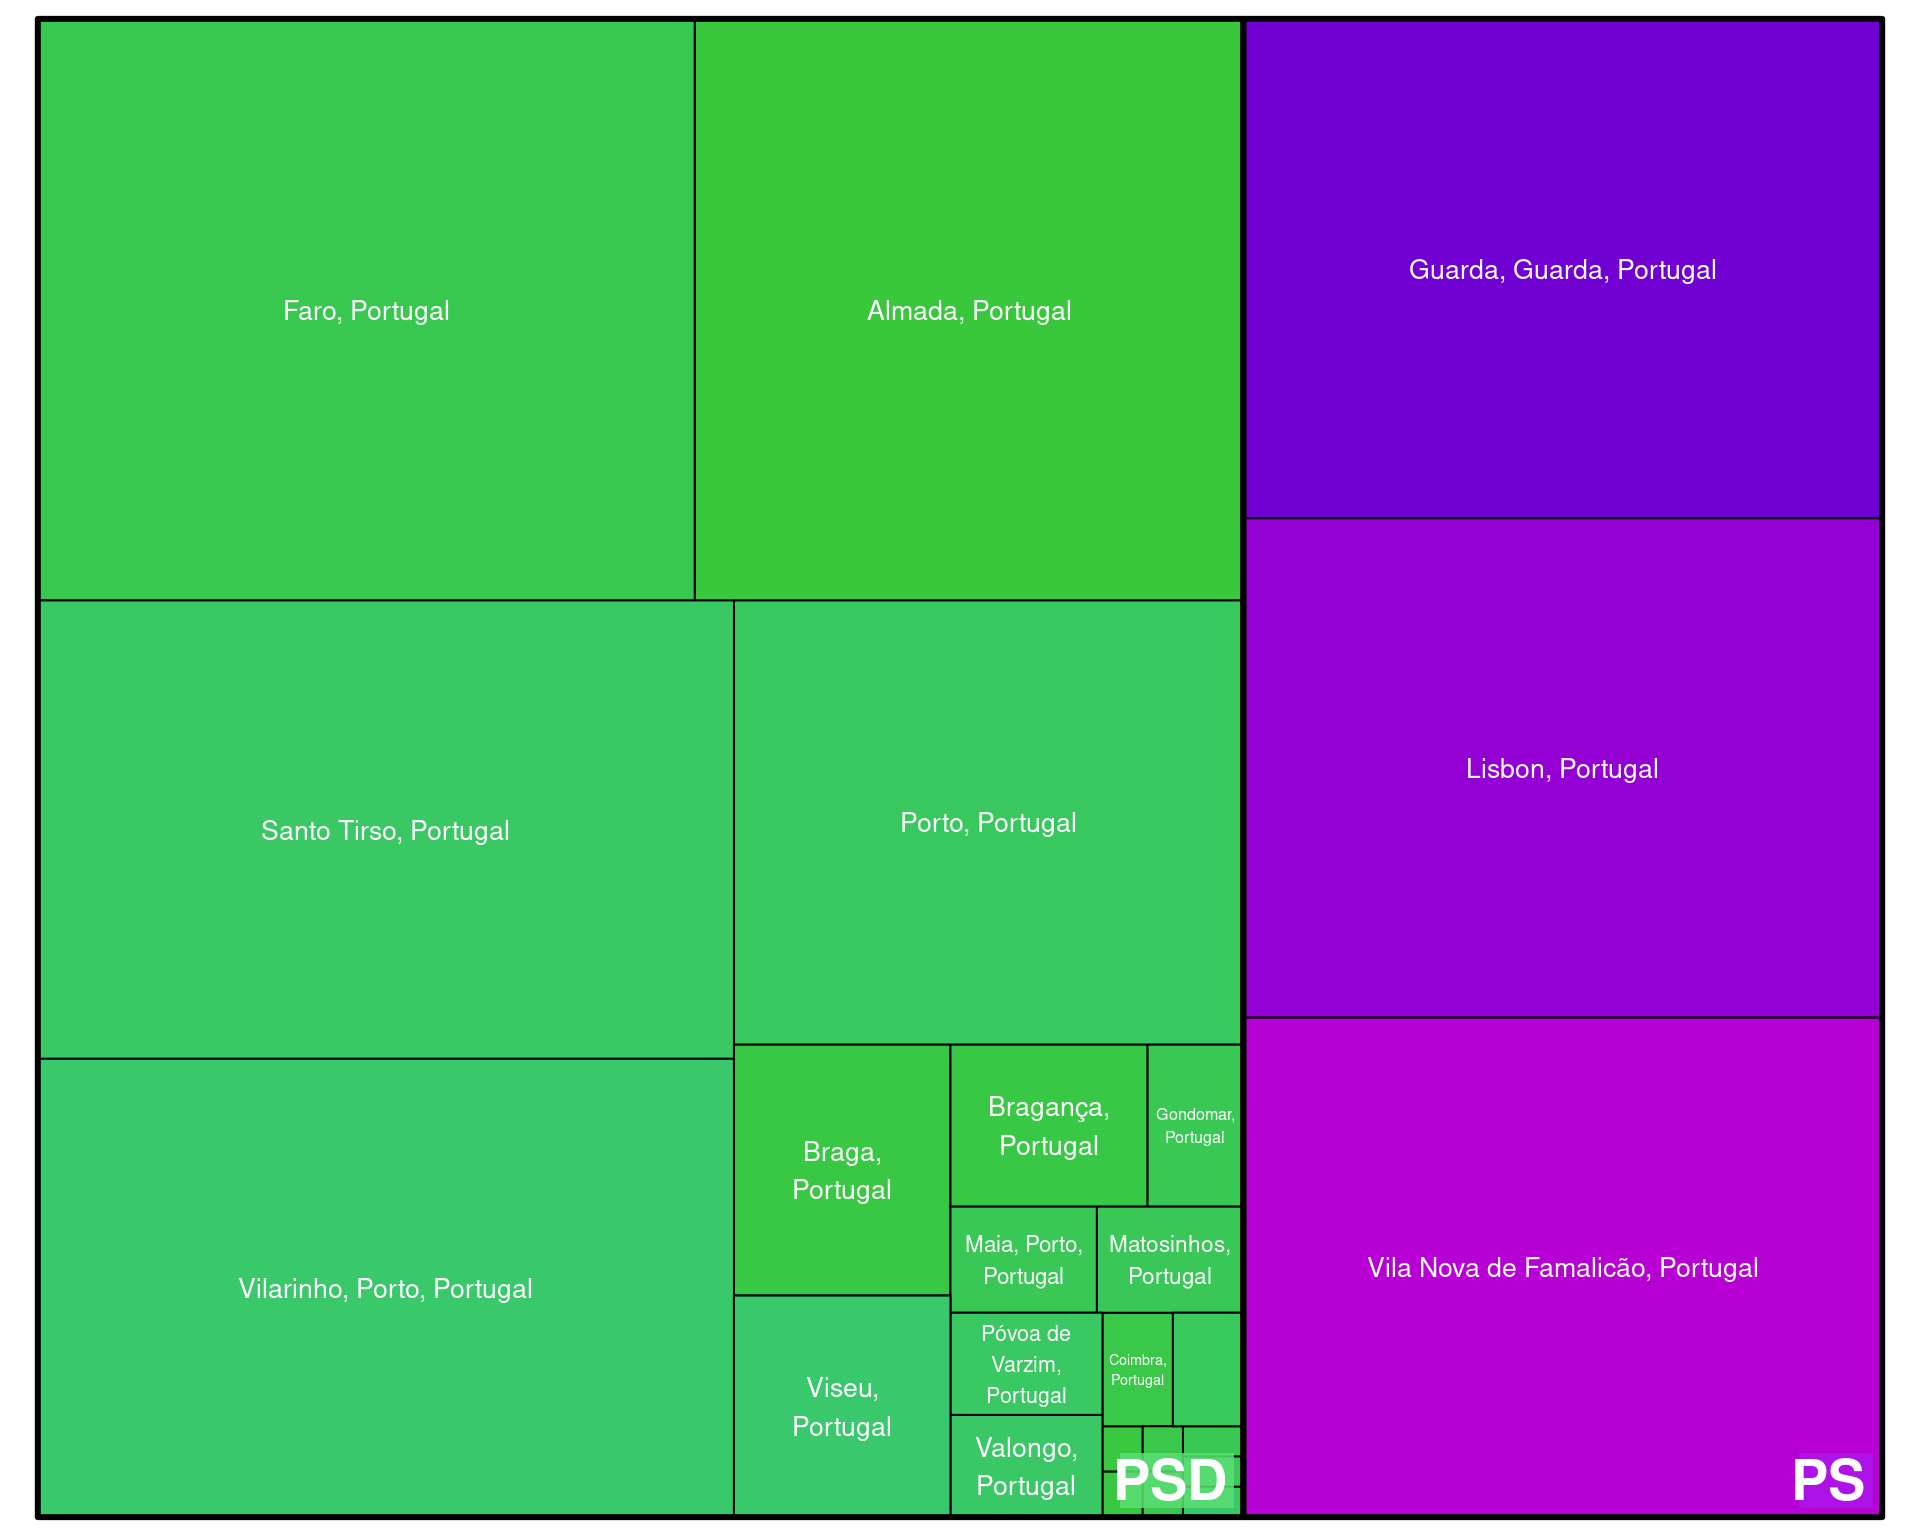 Faro, Portugal
Almada, Portugal
Guarda, Guarda, Portugal
Santo Tirso, Portugal
Porto, Portugal
Lisbon, Portugal
Vilarinho, Porto, Portugal
Braga,
Portugal
Bragança,
Portugal
Gondomar,
Portugal
Maia, Porto,
Portugal
Matosinhos,
Portugal
Viseu,
Portugal
Póvoa de
Varzim,
Portugal
Coimbra,
Portugal
Valongo,
Portugal
PSD
Vila Nova de Famalicão, Portugal
PS